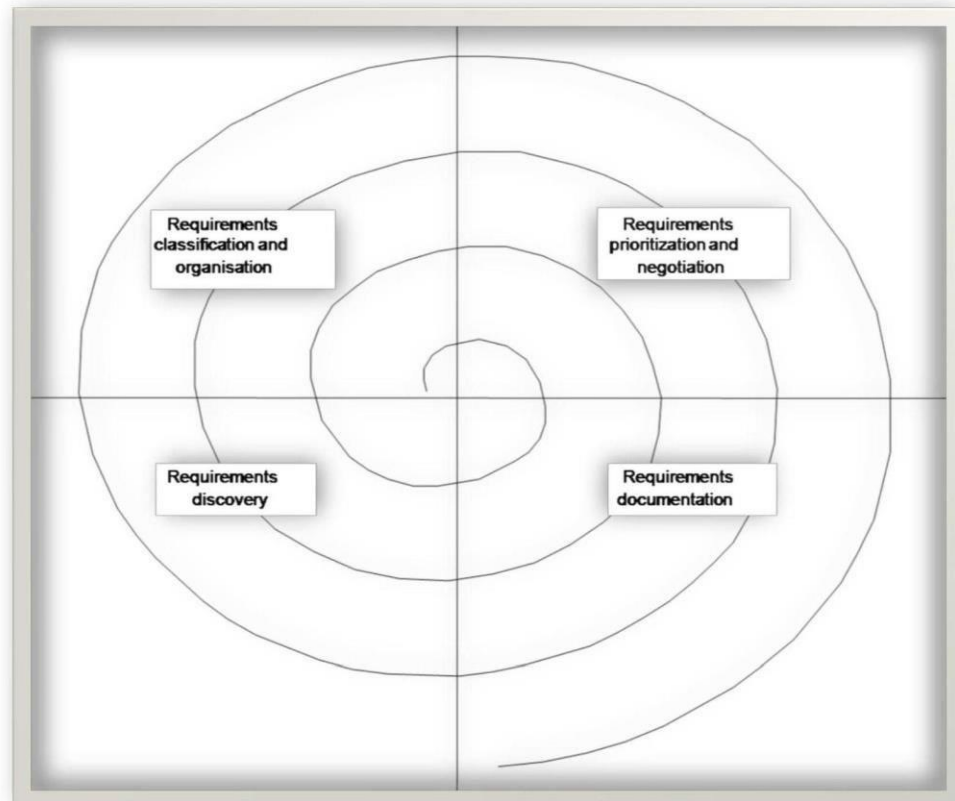 Requirements
classification and
organisation
Requirements
prioritization and
negotiation
Requirements
discovery
Requirements
documentation